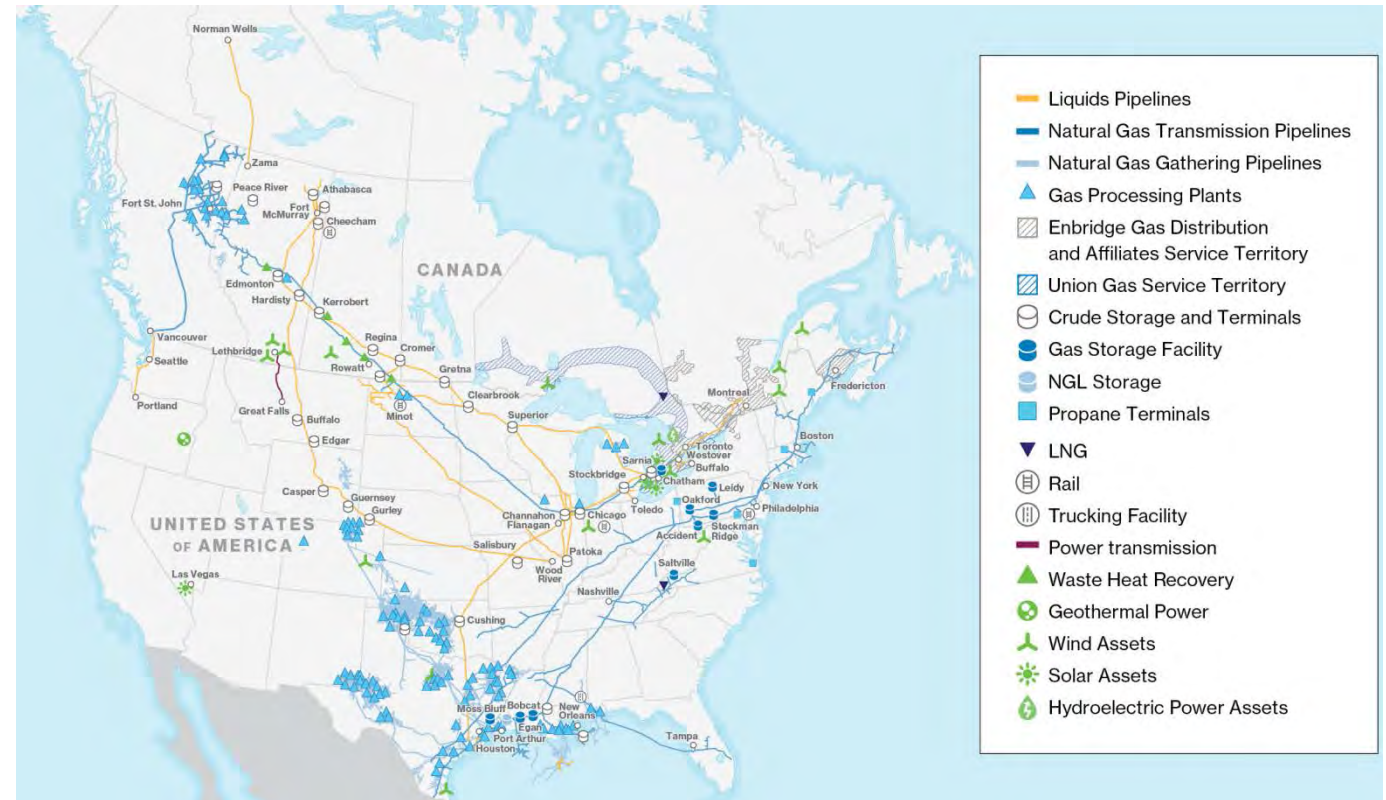 Norman Wells
Zama
Peace River
Fort St. John
Athabasca
Fort
McMurray
Cheecham
CANADA
Edmonton
Hardisty
Kerrobert
Vancouver
Seattle
Portland
Lethbridge
Great Falls
Regina
Cromer
Rowatt
Gretna
Minot
Clearbrook
Superior
Buffalo
Edgar
Casper
Guernsey
Gurley
UNITED STATES
OF AMERICA
Las Vegas
Montreal
Fredericton
Boston
Toronto
Westover
Buffalo
Sarnia
Stockbridge
Chatham
Toledo
Leidy
New York
Oakford
Philadelphia
Steckman
Ridge
Accident
Channahon
Flanagan
Chicago
Salisbury
Patoka
Wood
River
Saltville
Nashville
Cushing
Moss Bluff
Bobcat
New
Orleans
Egan
Port Arthur
Houston
Tampa
Liquids Pipelines
Natural Gas Transmission Pipelines
Natural Gas Gathering Pipelines
Gas Processing Plants
Enbridge Gas Distribution
and Affiliates Service Territory
Union Gas Service Territory
Crude Storage and Terminals
Gas Storage Facility
NGL Storage
Propane Terminals
LNG
Rail
Trucking Facility
Power transmission
Waste Heat Recovery
Geothermal Power
Wind Assets
Solar Assets
Hydroelectric Power Assets